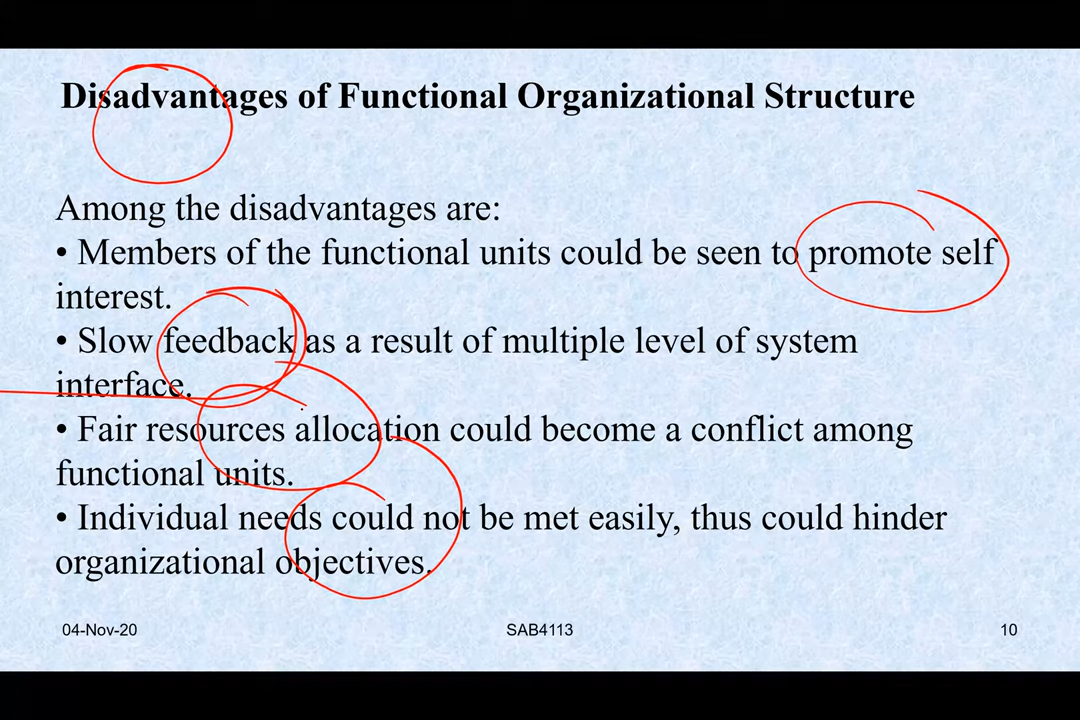 Disadvantages of Functional Organizational Structure
Among the disadvantages are:
• Members of the functional units could be seen to promote self
interest.
• Slow feedback as a result of multiple level of system
interface.
• Fair resources allocation could become a conflict among
functional units.
• Individual needs could not be met easily, thus could hinder
organizational objectives.
04-Nov-20 SAB4113 10